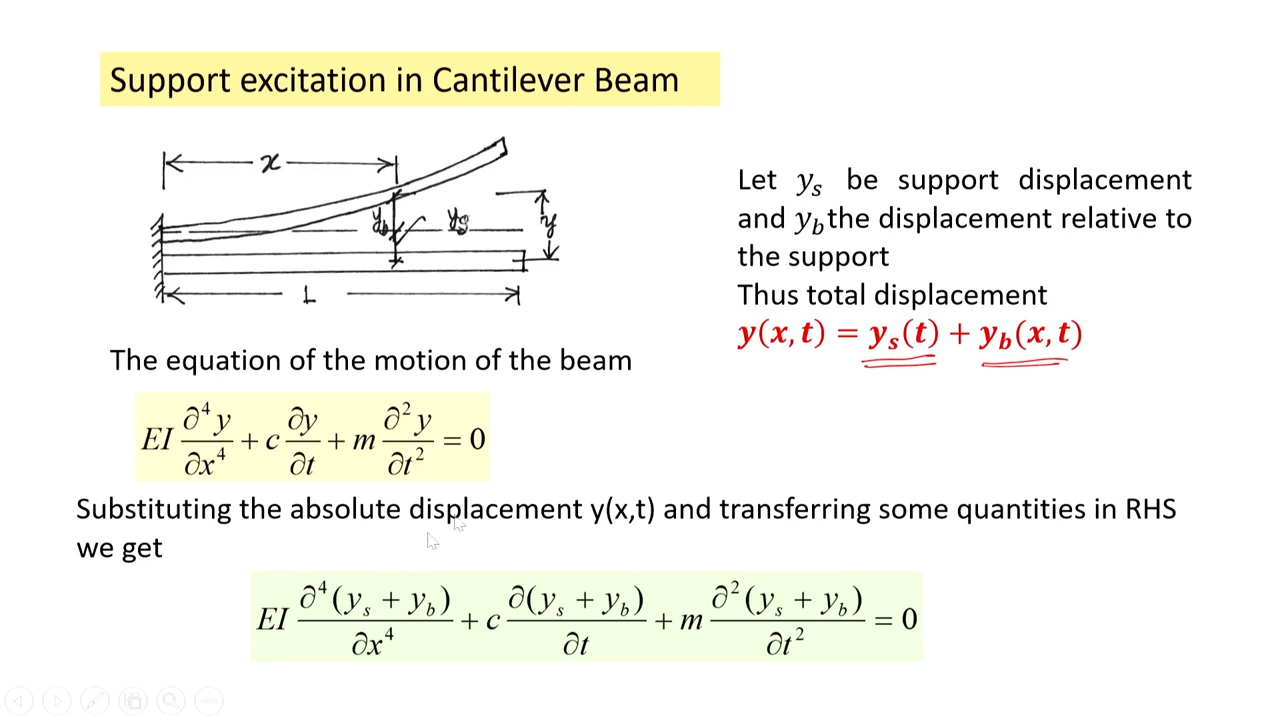 Support excitation in Cantilever Beam
x
y_b
y_s
y
L
Let y_s be support displacement
and y_b the displacement relative to
the support
Thus total displacement
y(x, t) = y_s(t) + y_b(x, t)
The equation of the motion of the beam
EI ∂⁴y/∂x⁴ + c ∂y/∂t + m ∂²y/∂t² = 0
Substituting the absolute displacement y(x,t) and transferring some quantities in RHS
we get
EI ∂⁴(y_s + y_b)/∂x⁴ + c ∂(y_s + y_b)/∂t + m ∂²(y_s + y_b)/∂t² = 0